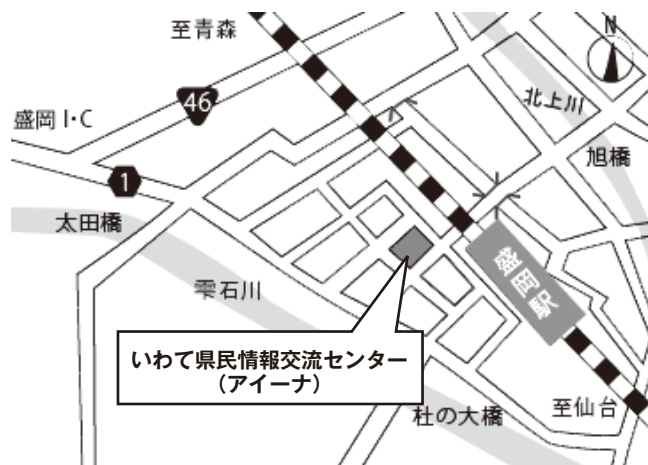 至青森
N
46
盛岡 I・C
北上川
旭橋
1
太田橋
盛岡駅
雫石川
いわて県民情報交流センター
（アイーナ）
杜の大橋
至仙台